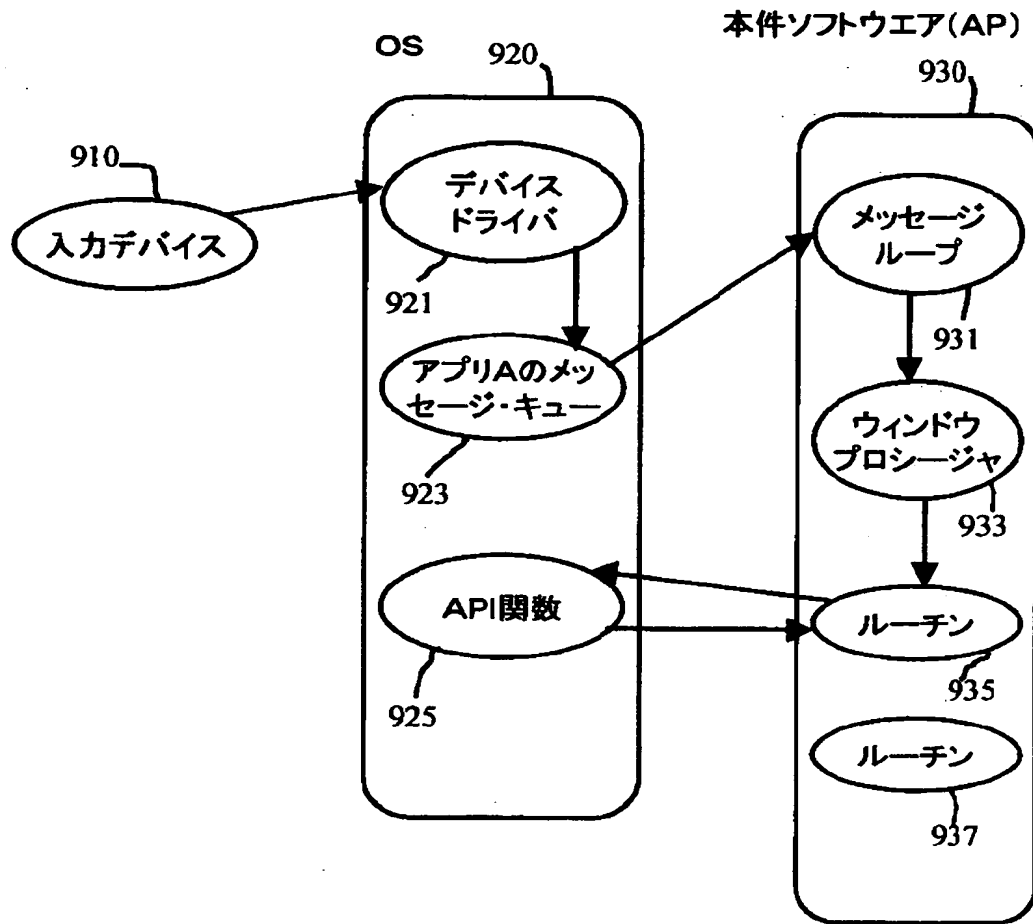 本件ソフトウエア(AP)
OS
920
930
910
デバイス
ドライバ
メッセージ
ループ
入力デバイス
921
931
アプリAのメッ
セージ・キュー
ウィンドウ
プロシージャ
923
933
API関数
ルーチン
935
925
ルーチン
937